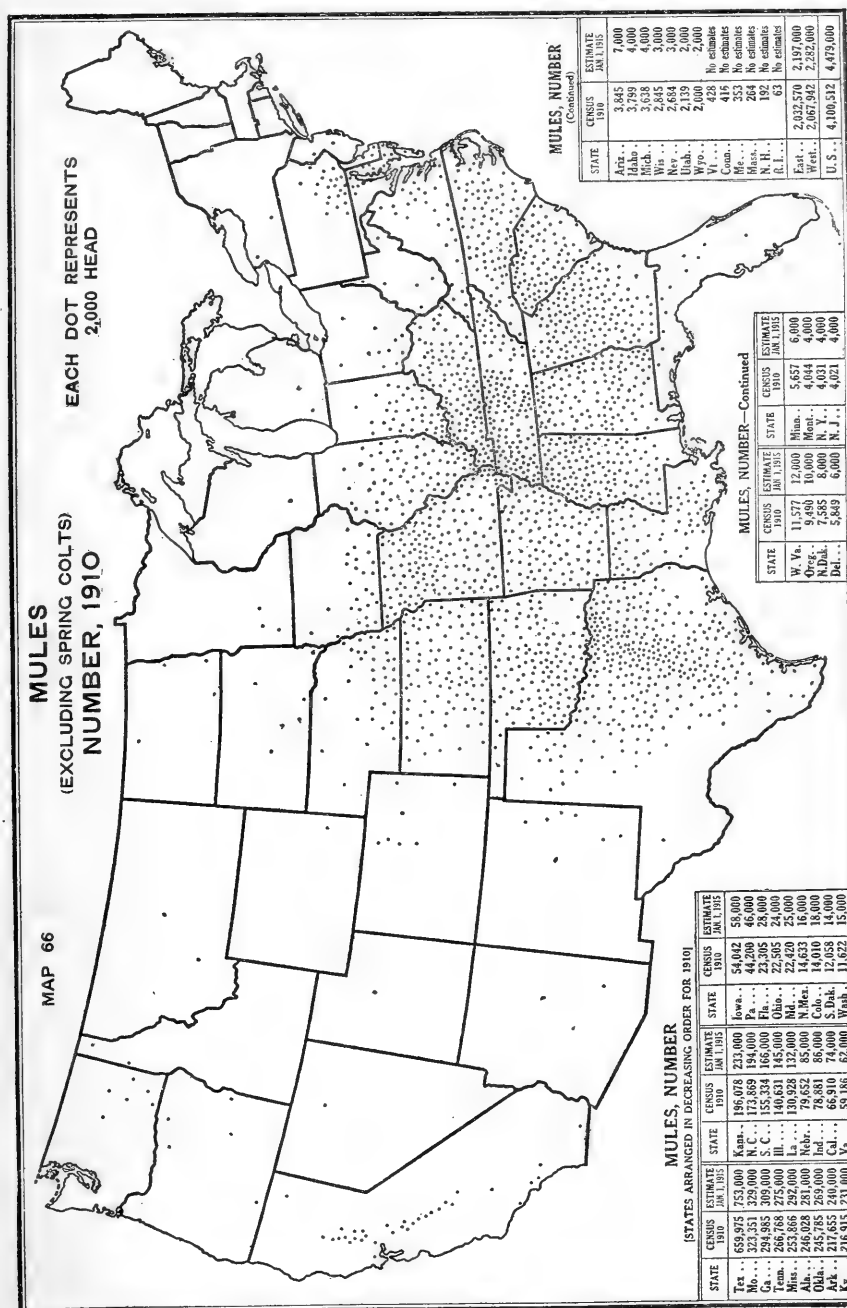 MAP 66
MULES
(EXCLUDING SPRING COLTS)
NUMBER, 1910
EACH DOT REPRESENTS
2,000 HEAD
MULES, NUMBER
[STATES ARRANGED IN DECREASING ORDER FOR 1910]
STATE CENSUS 1910 ESTIMATE JAN. 1, 1915 STATE CENSUS 1910 ESTIMATE JAN. 1, 1915 STATE CENSUS 1910 ESTIMATE JAN. 1, 1915
Tex.. 659,975 753,000 Kans.. 196,078 233,000 Iowa.. 54,042 58,000
Mo... 323,351 329,000 N. C.. 173,869 194,000 Pa.... 44,200 46,000
Ga... 294,985 309,000 S. C.. 155,334 166,000 Fla... 23,305 28,000
Tenn. 266,768 275,000 Ill... 140,631 145,000 Ohio.. 22,505 24,000
Miss.. 253,866 292,000 La... 130,928 132,000 Md... 22,420 25,000
Ala.. 246,028 281,000 Nebr.. 79,652 85,000 N. Mex. 14,633 16,000
Okla.. 245,785 269,000 Ind... 78,881 86,000 Colo.. 14,010 18,000
Ark.. 217,655 240,000 Cal... 66,910 74,000 S. Dak. 12,058 14,000
Ky... 216,915 231,000 Va... 59,186 62,000 Wash.. 11,622 15,000
MULES, NUMBER—Continued
STATE CENSUS 1910 ESTIMATE JAN. 1, 1915 STATE CENSUS 1910 ESTIMATE JAN. 1, 1915
W. Va. 11,577 12,000 Minn.. 5,657 6,000
Oreg.. 9,490 10,000 Mont.. 4,044 4,000
N. Dak. 7,585 8,000 N. Y.. 4,031 4,000
Del... 5,849 6,000 N. J.. 4,021 4,000
MULES, NUMBER
(Continued)
STATE CENSUS 1910 ESTIMATE JAN. 1, 1915
Ariz.. 3,845 7,000
Idaho 3,799 4,000
Mich. 3,638 4,000
Wis... 2,845 3,000
Nev.. 2,684 3,000
Utah. 2,139 2,000
Wyo.. 2,000 2,000
Vt.... 428 No estimates
Conn. 416 No estimates
Me... 353 No estimates
Mass. 264 No estimates
N. H. 192 No estimates
R. I.. 63 No estimates
East.. 2,032,570 2,197,000
West. 2,067,942 2,282,000
U. S.. 4,100,512 4,479,000